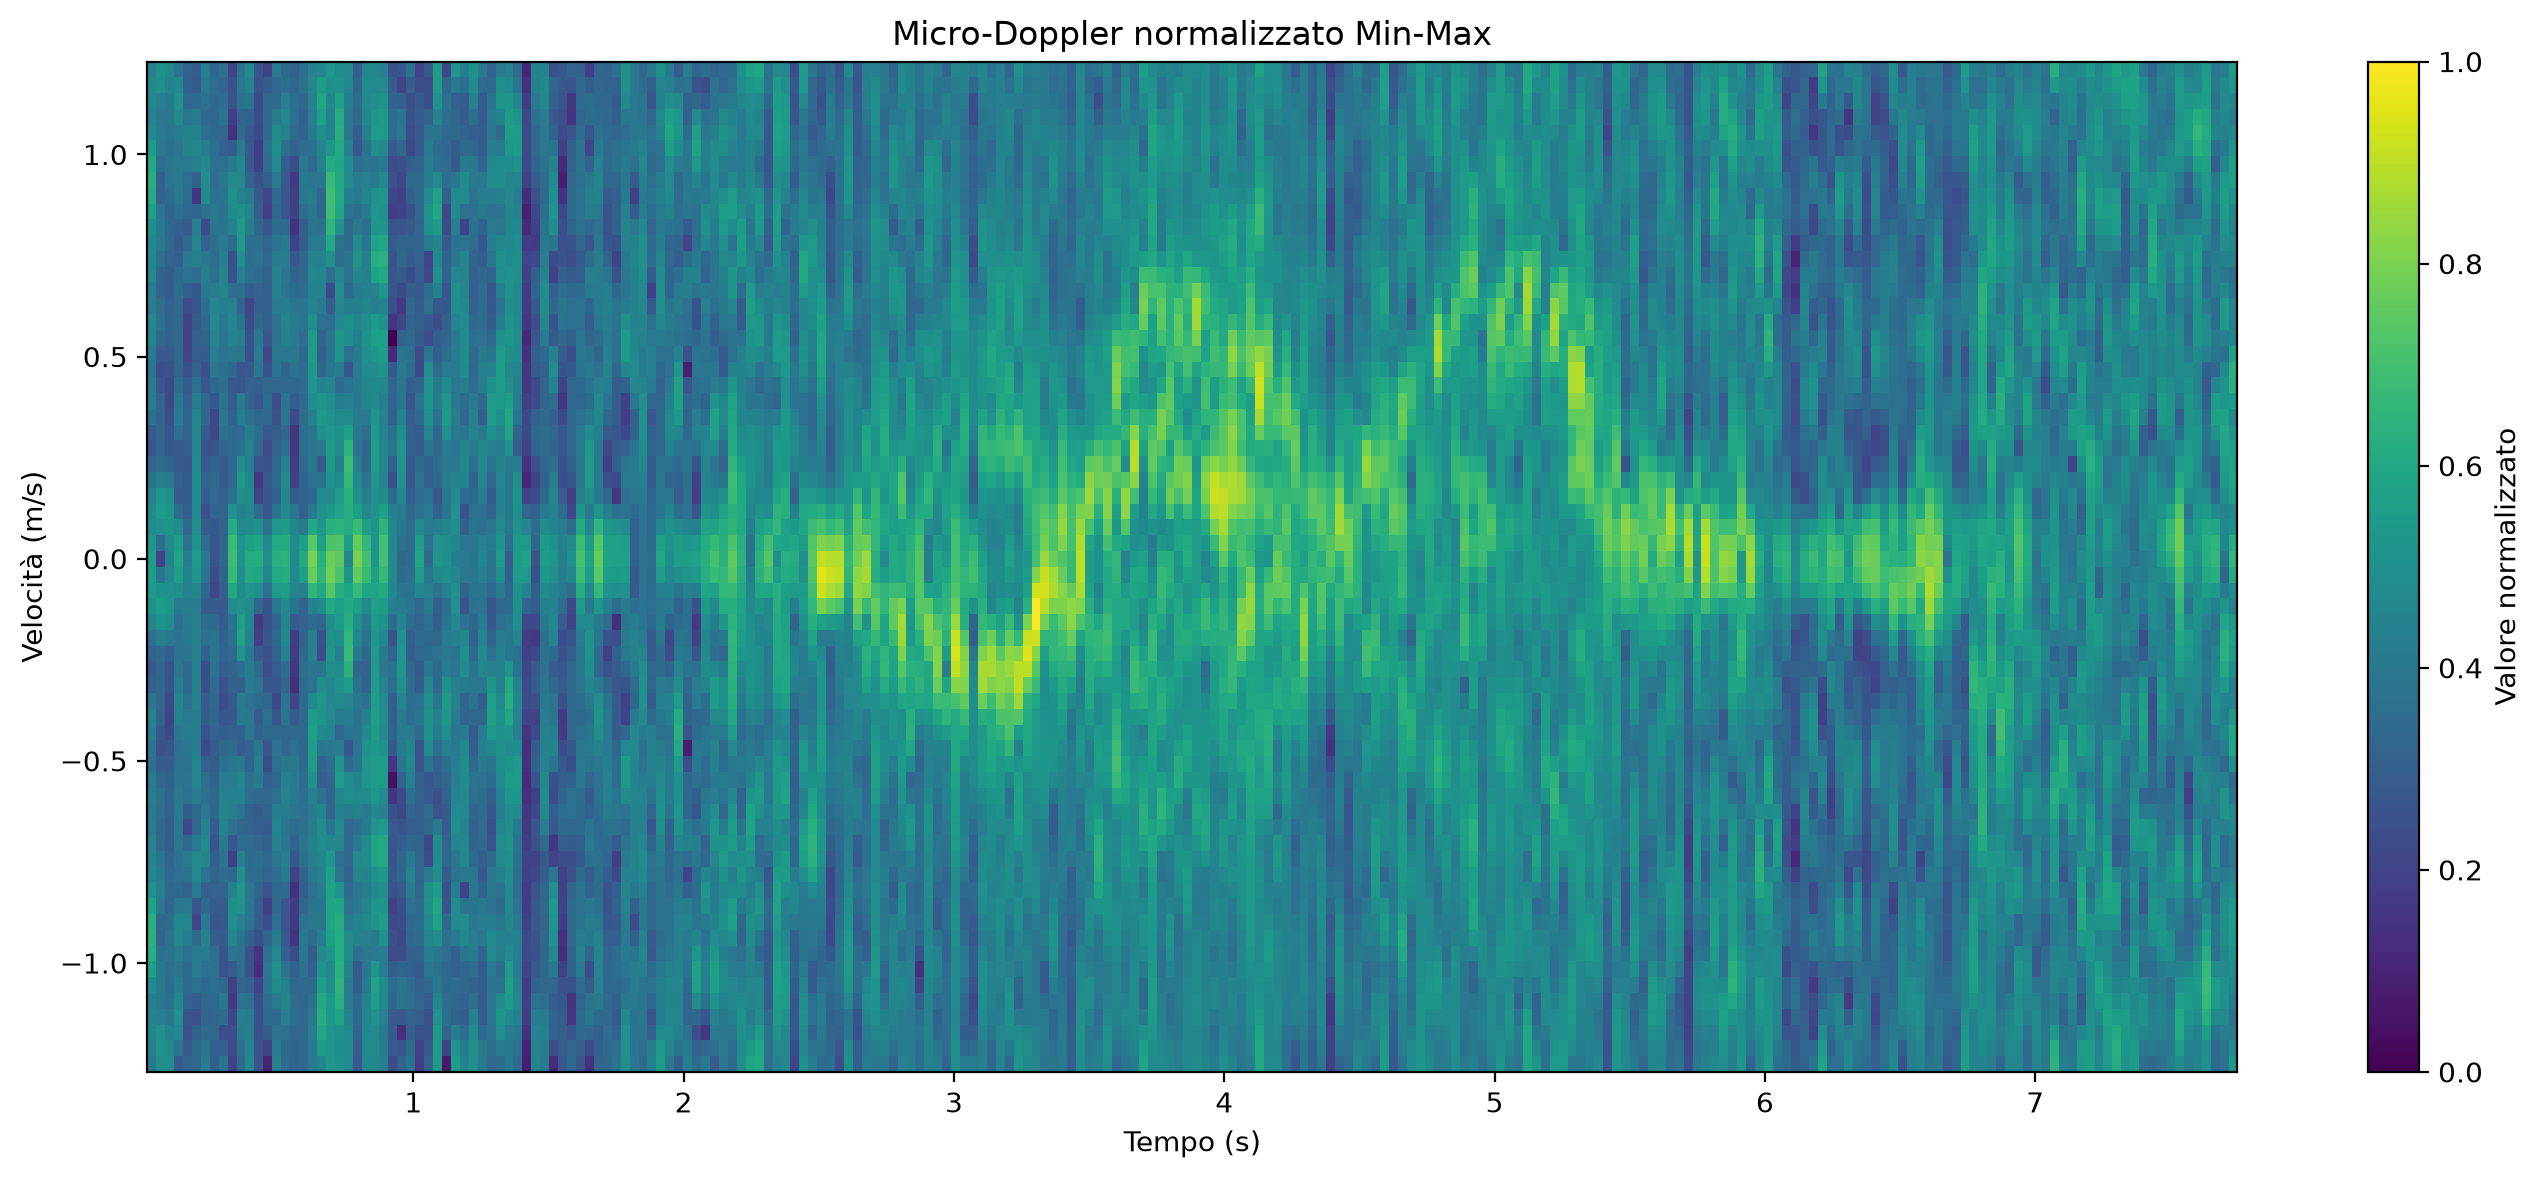 Micro-Doppler normalizzato Min-Max
1.0
0.5
0.0
−0.5
−1.0
Velocità (m/s)
1 2 3 4 5 6 7
Tempo (s)
1.0
0.8
0.6
0.4
0.2
0.0
Valore normalizzato